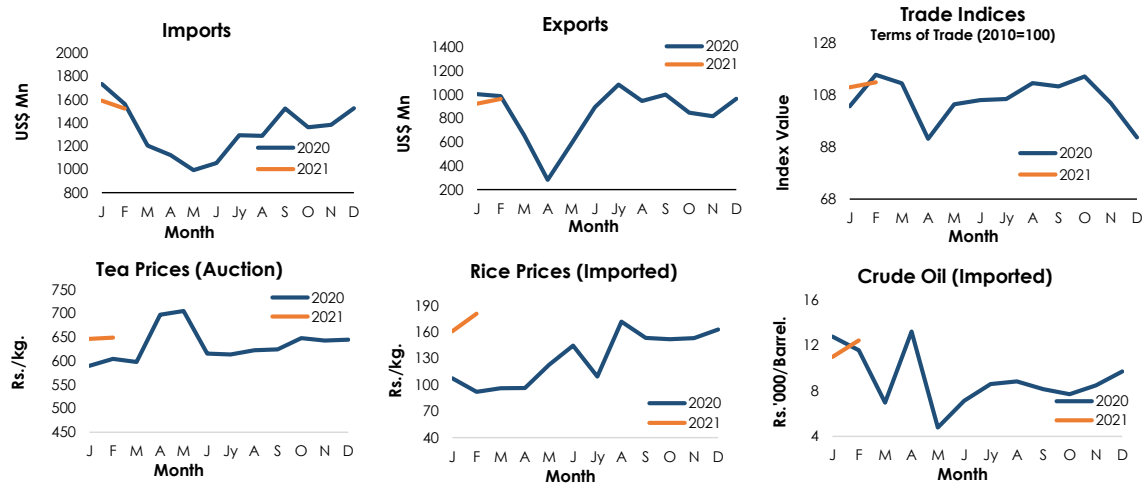 Imports
US$ Mn
2000
1800
1600
1400
1200
1000
800
2020
2021
J F M A M J Jy A S O N D
Month
Exports
US$ Mn
1400
1200
1000
800
600
400
200
2020
2021
J F M A M J Jy A S O N D
Month
Trade Indices
Terms of Trade (2010=100)
Index Value
128
108
88
68
2020
2021
J F M A M J Jy A S O N D
Month
Tea Prices (Auction)
Rs./kg.
750
700
650
600
550
500
450
2020
2021
J F M A M J Jy A S O N D
Month
Rice Prices (Imported)
Rs./kg.
190
160
130
100
70
40
2020
2021
J F M A M J Jy A S O N D
Month
Crude Oil (Imported)
Rs.'000/Barrel.
16
12
8
4
2020
2021
J F M A M J Jy A S O N D
Month